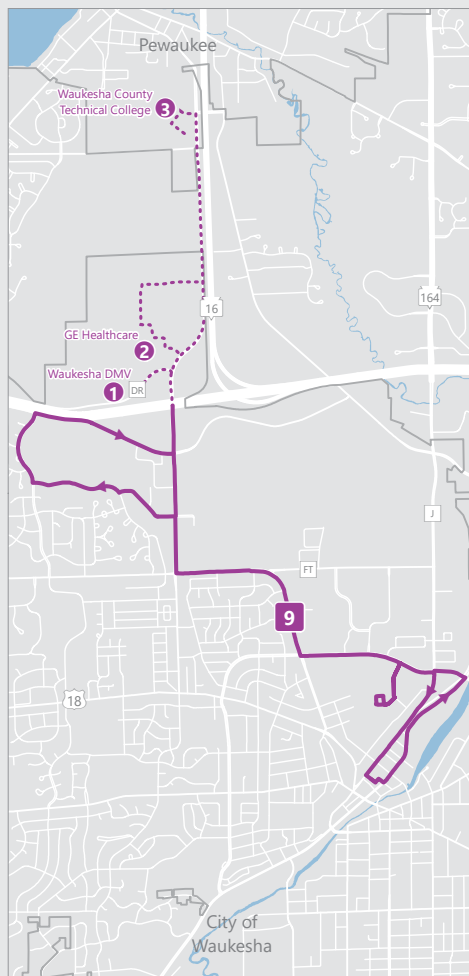 Pewaukee
Waukesha County
Technical College
3
16
164
GE Healthcare
2
Waukesha DMV
1
DR
J
FT
9
18
City of
Waukesha